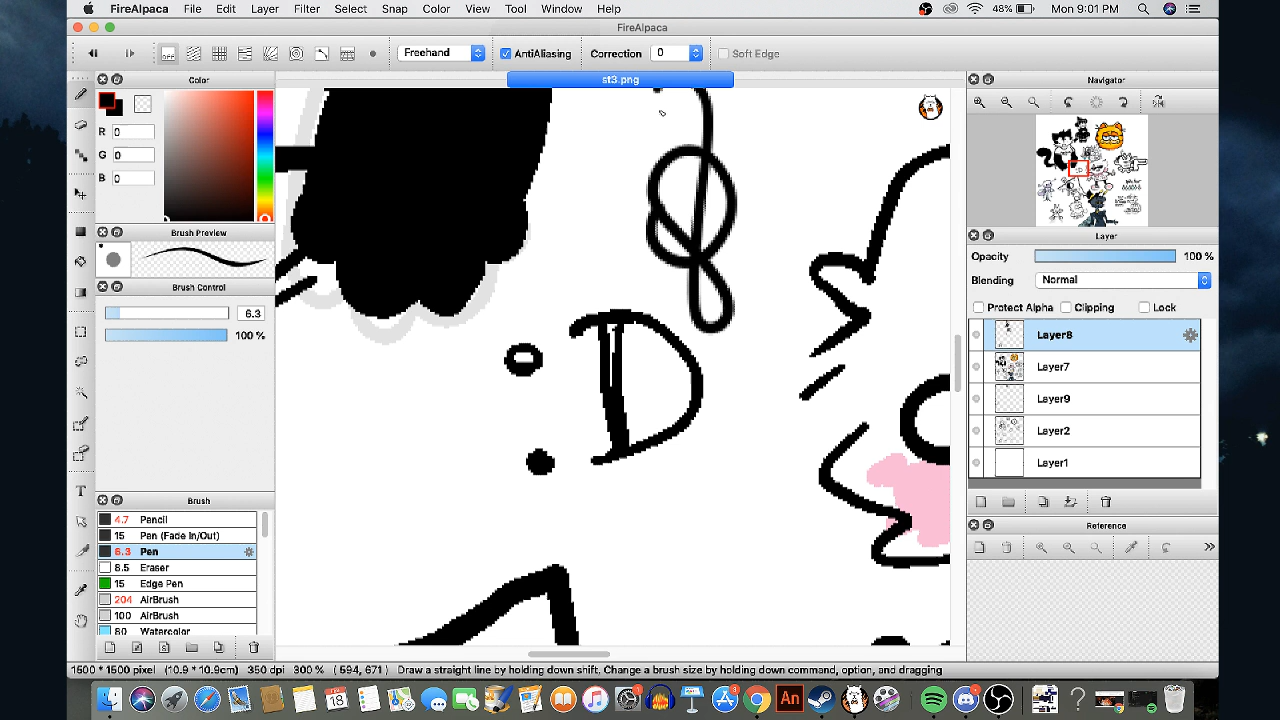 FireAlpaca File Edit Layer Filter Select Snap Color View Tool Window Help 48% Mon 9:01 PM
FireAlpaca
OFF Freehand AntiAliasing Correction 0 Soft Edge
Color st3.png Navigator
R 0
G 0
B 0
Brush Preview
Layer
Opacity 100 %
Brush Control
Blending Normal
6.3
Protect Alpha Clipping Lock
100 %
Layer8
D
Layer7
Layer9
Layer2
Layer1
T
Brush
4.7 Pencil
15 Pen (Fade In/Out)
6.3 Pen
8.5 Eraser
15 Edge Pen
204 AirBrush
100 AirBrush
80 Watercolor
Reference
1500 * 1500 pixel (10.9 * 10.9cm) 350 dpi 300 % ( 594, 671 ) Draw a straight line by holding down shift. Change a brush size by holding down command, option, and dragging
18 3 An